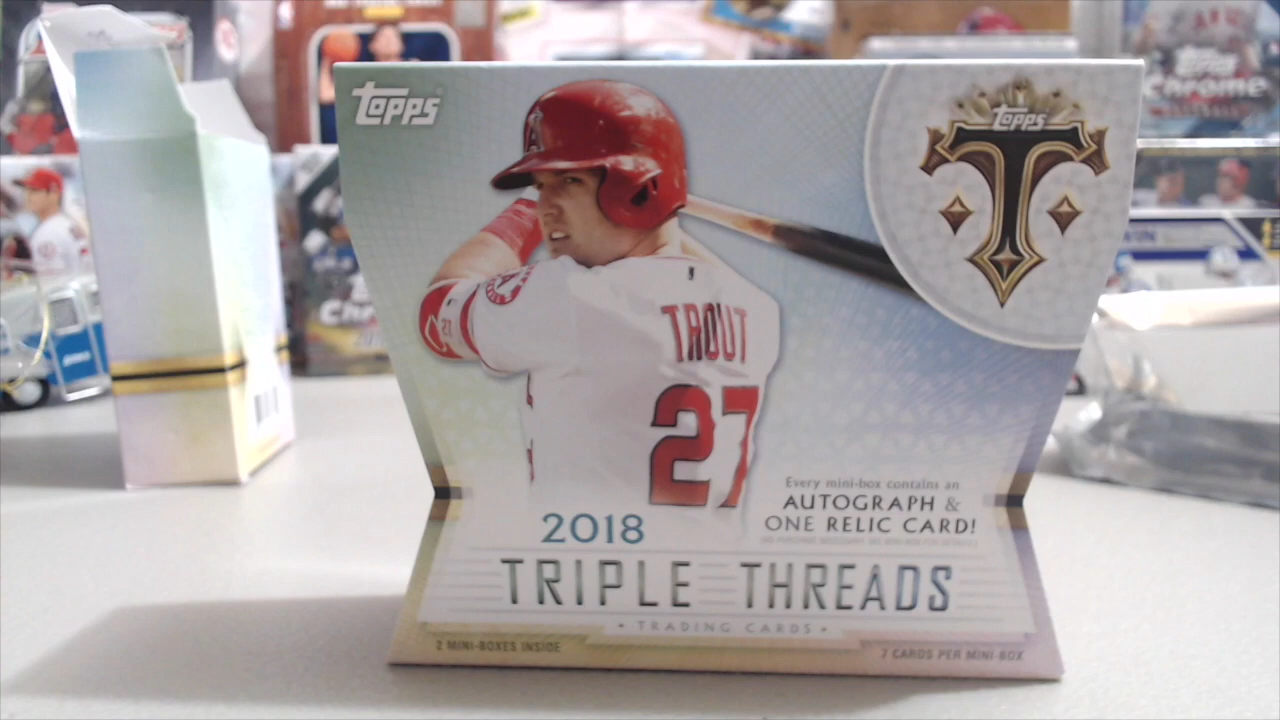 Topps
Topps
T
TROUT
27
27
Every mini-box contains an
AUTOGRAPH &
ONE RELIC CARD!
2018
TRIPLE THREADS
• TRADING CARDS •
2 MINI-BOXES INSIDE
7 CARDS PER MINI-BOX
Topps
Chrome